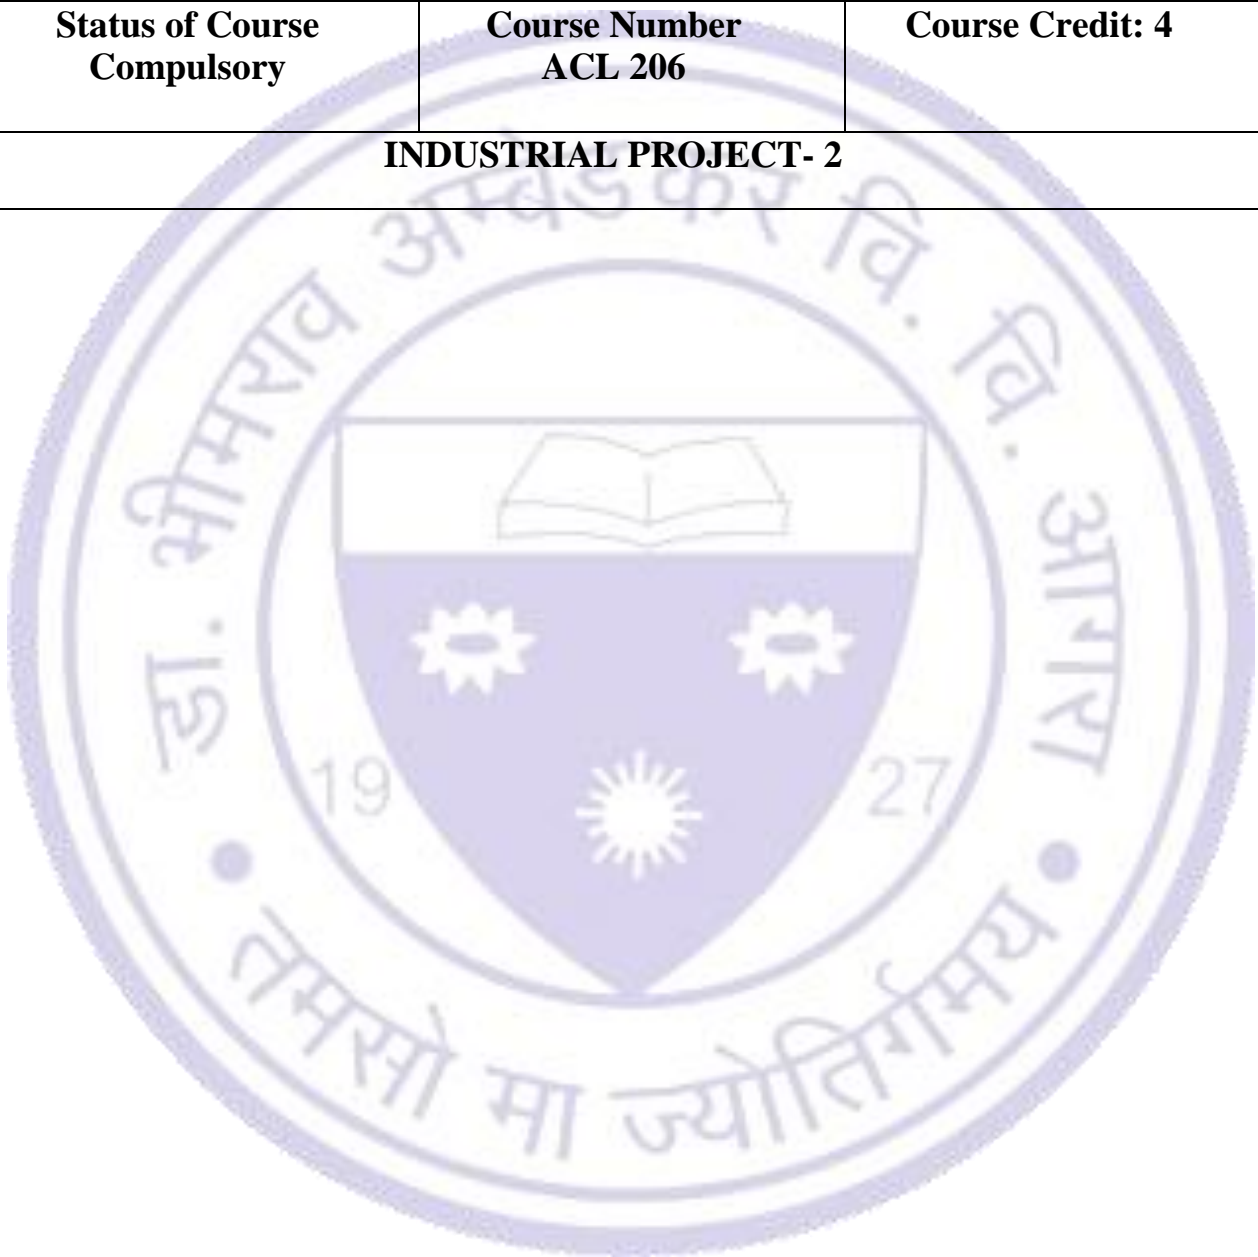 Status of Course
Compulsory
Course Number
ACL 206
Course Credit: 4
INDUSTRIAL PROJECT- 2
डा. भीमराव अम्बेडकर वि. वि. आगरा
19
27
तमसो मा ज्योतिर्गमय